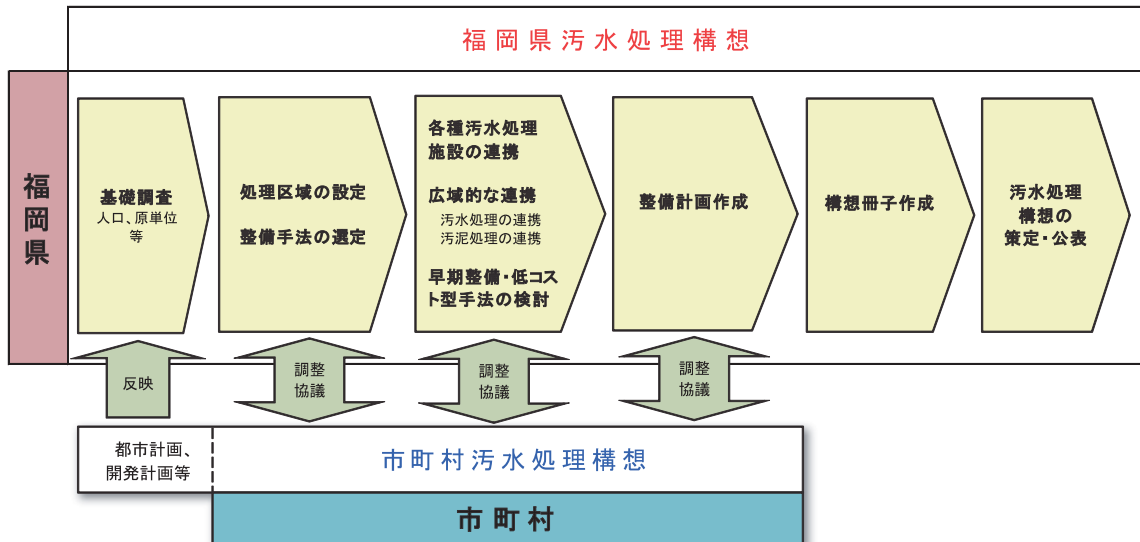 福岡県汚水処理構想
福岡県
基礎調査
人口、原単位
等
処理区域の設定
整備手法の選定
各種汚水処理
施設の連携
広域的な連携
汚水処理の連携
汚泥処理の連携
早期整備・低コス
ト型手法の検討
整備計画作成
構想冊子作成
汚水処理
構想の
策定・公表
反映
調整
協議
調整
協議
調整
協議
都市計画、
開発計画等
市町村汚水処理構想
市町村